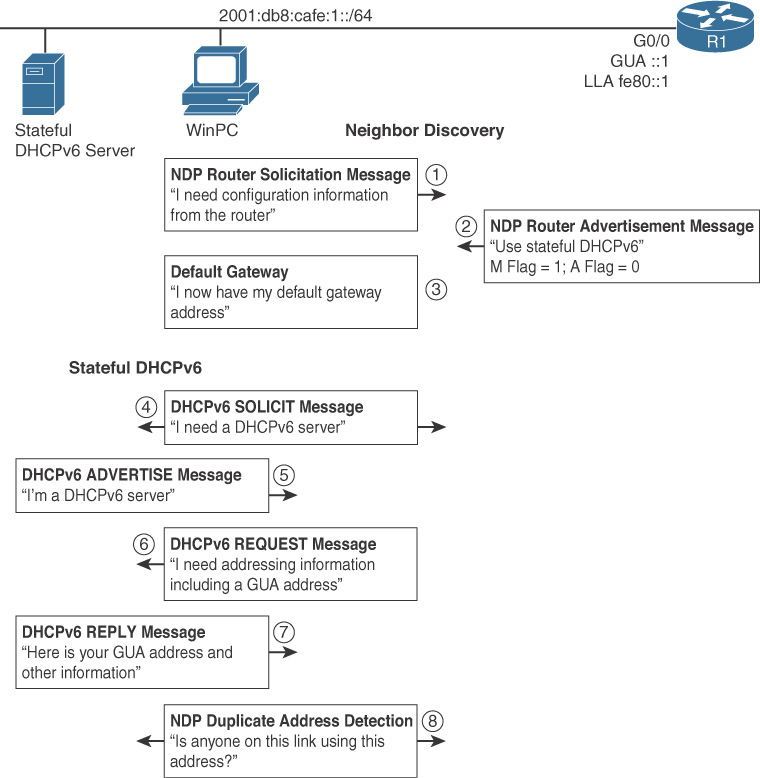 2001:db8:cafe:1::/64
R1
G0/0
GUA ::1
LLA fe80::1
Stateful
DHCPv6 Server
WinPC
Neighbor Discovery
NDP Router Solicitation Message
“I need configuration information
from the router”
1
2
NDP Router Advertisement Message
“Use stateful DHCPv6”
M Flag = 1; A Flag = 0
Default Gateway
“I now have my default gateway
address”
3
Stateful DHCPv6
4
DHCPv6 SOLICIT Message
“I need a DHCPv6 server”
DHCPv6 ADVERTISE Message
“I’m a DHCPv6 server”
5
6
DHCPv6 REQUEST Message
“I need addressing information
including a GUA address”
DHCPv6 REPLY Message
“Here is your GUA address and
other information”
7
NDP Duplicate Address Detection
“Is anyone on this link using this
address?”
8